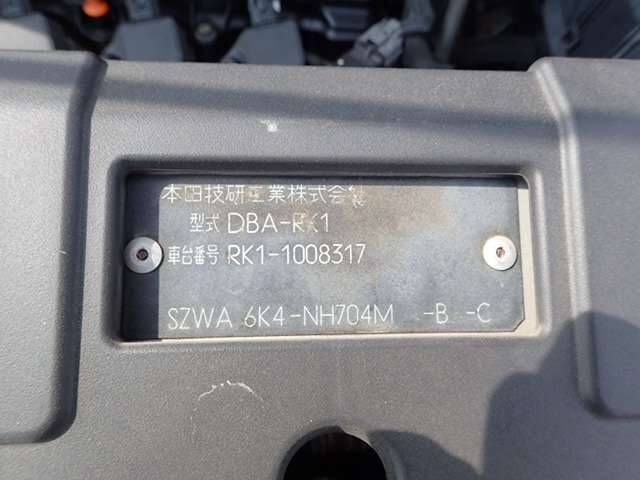 本田技研工業株式会社
型式 DBA-RK1
車台番号 RK1-1008317
SZWA 6K4-NH704M -B -C